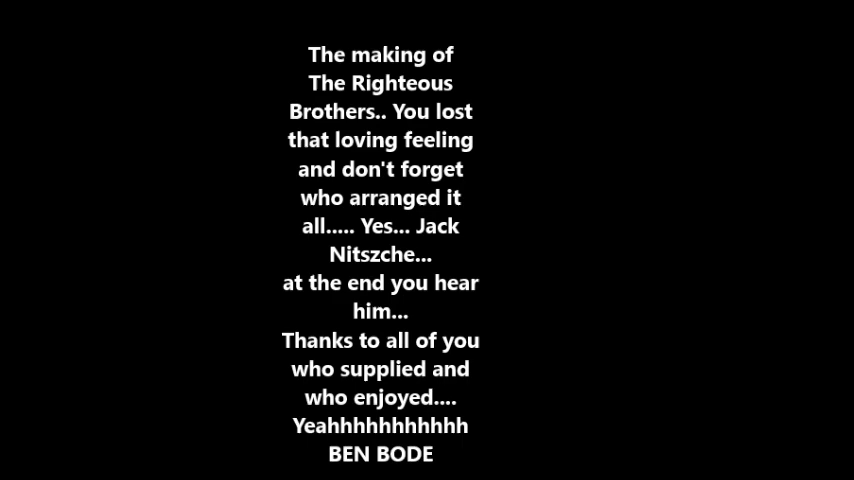 The making of
The Righteous
Brothers.. You lost
that loving feeling
and don't forget
who arranged it
all..... Yes... Jack
Nitszche...
at the end you hear
him...
Thanks to all of you
who supplied and
who enjoyed....
Yeahhhhhhhhhhh
BEN BODE